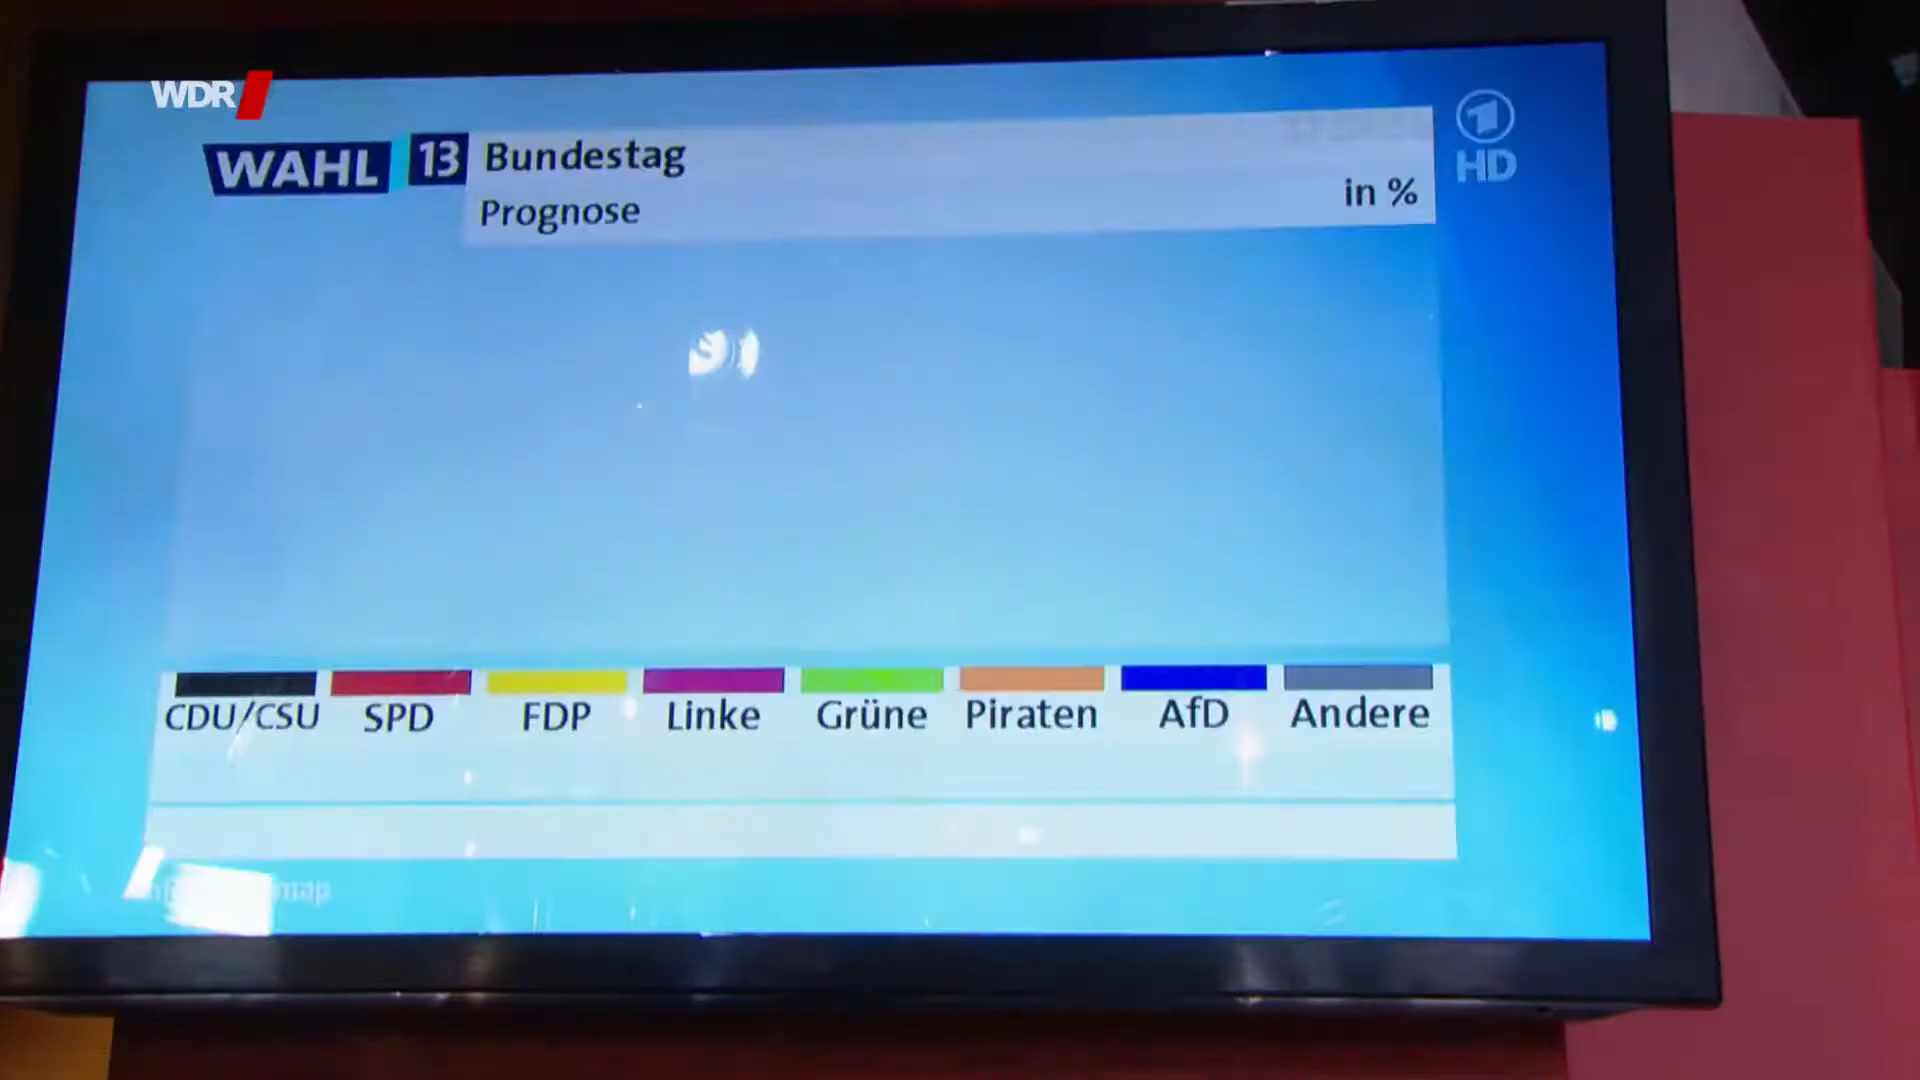 WDR
WAHL 13 Bundestag
Prognose
in %
HD
CDU/CSU SPD FDP Linke Grüne Piraten AfD Andere